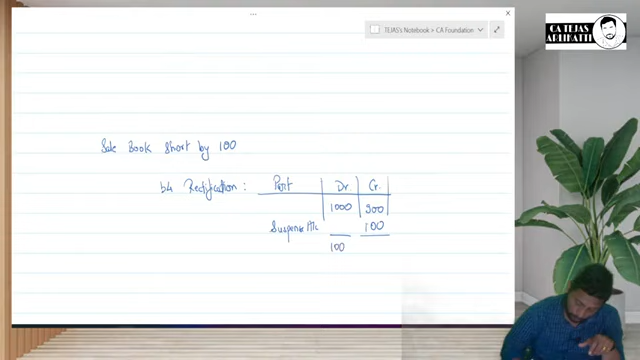 TEJAS's Notebook > CA Foundation
CA TEJAS
ARLIKATTI
Sale Book Short by 100
b4 Rectification :
Part Dr Cr.
1000 900
Suspense A/c 100
100